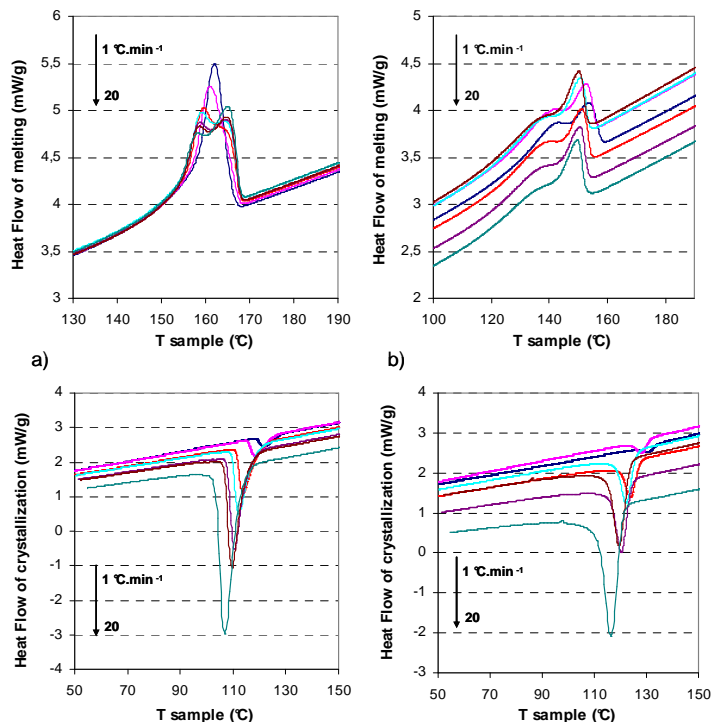 6
5.5
5
4.5
4
3.5
3
130 140 150 160 170 180 190
Heat Flow of melting (mW/g)
T sample (°C)
1 °C.min -1
20
5
4.5
4
3.5
3
2.5
2
100 120 140 160 180
Heat Flow of melting (mW/g)
T sample (°C)
1 °C.min -1
20
a)
b)
4
3
2
1
0
-1
-2
-3
-4
50 70 90 110 130 150
Heat Flow of crystallization (mW/g)
T sample (°C)
1 °C.min -1
20
4
3
2
1
0
-1
-2
-3
50 70 90 110 130 150
Heat Flow of crystallization (mW/g)
T sample (°C)
1 °C.min -1
20